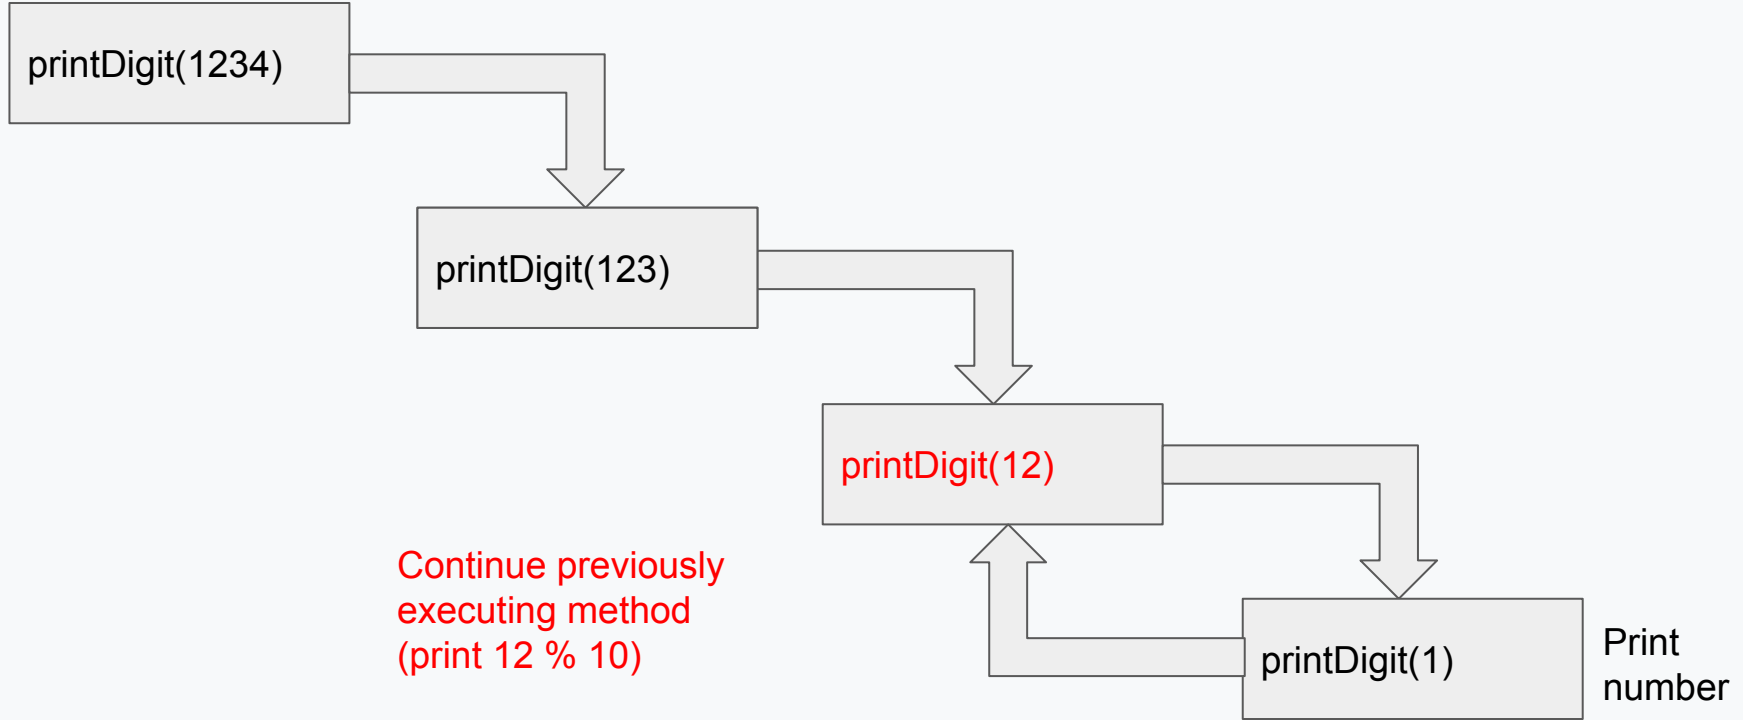 printDigit(1234)
printDigit(123)
printDigit(12)
Continue previously
executing method
(print 12 % 10)
printDigit(1)
Print
number